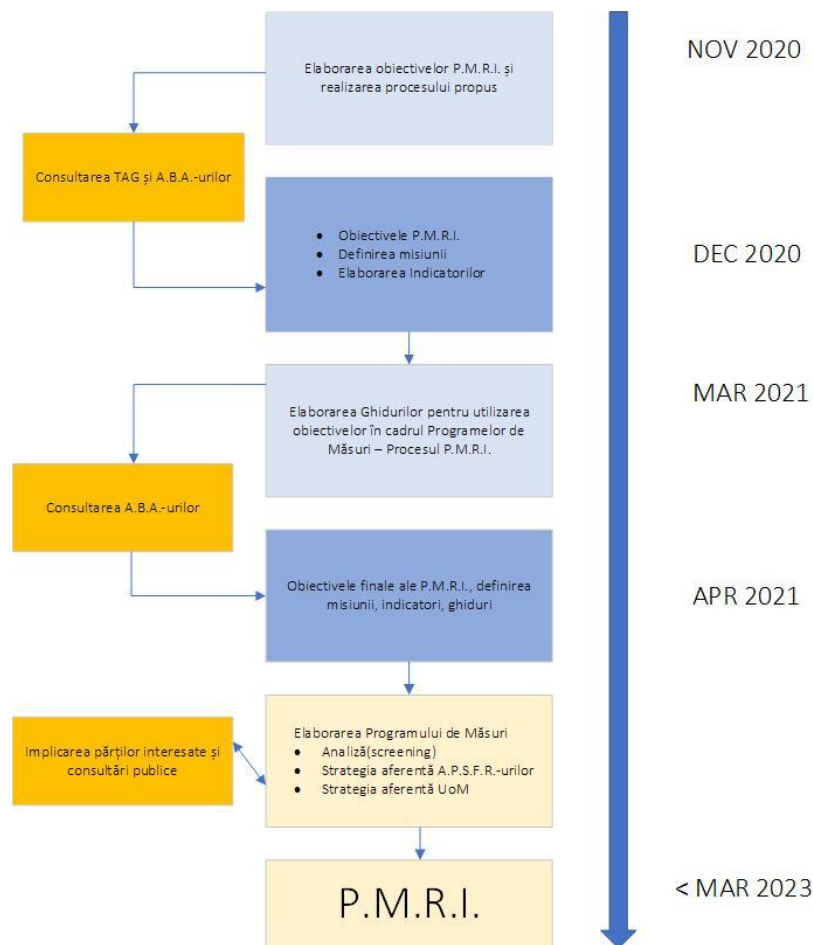 NOV 2020
Elaborarea obiectivelor P.M.R.I. și
realizarea procesului propus
Consultarea TAG și A.B.A.-urilor
• Obiectivele P.M.R.I.
• Definirea misiunii
• Elaborarea Indicatorilor
DEC 2020
MAR 2021
Elaborarea Ghidurilor pentru utilizarea
obiectivelor în cadrul Programelor de
Măsuri – Procesul P.M.R.I.
Consultarea A.B.A.-urilor
Obiectivele finale ale P.M.R.I., definirea
misiunii, indicatori, ghiduri
APR 2021
Elaborarea Programului de Măsuri
• Analiză(screening)
• Strategia aferentă A.P.S.F.R.-urilor
• Strategia aferentă UoM
Implicarea părților interesate și
consultări publice
P.M.R.I.
< MAR 2023